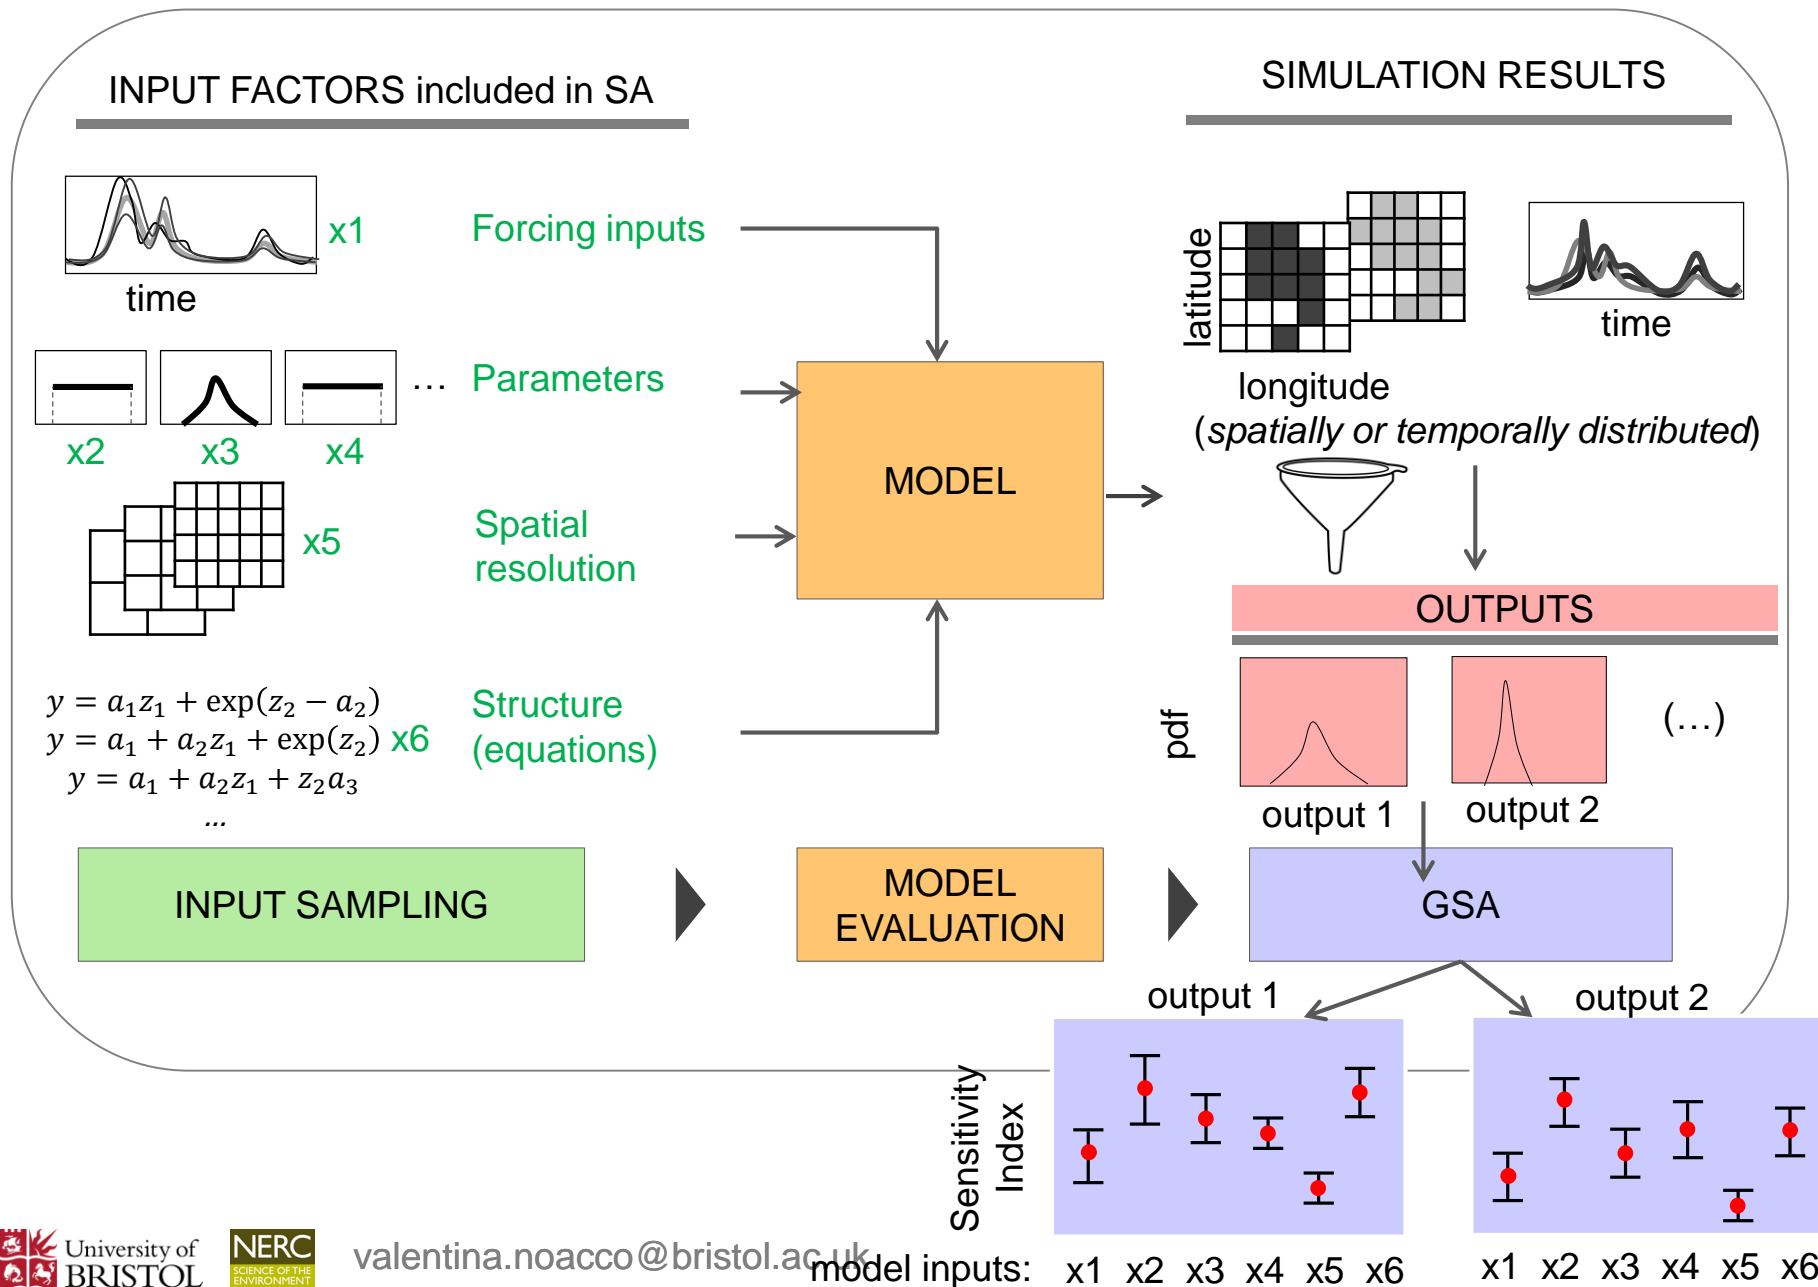 INPUT FACTORS included in SA
SIMULATION RESULTS
x1
Forcing inputs
time
latitude
longitude
time
(spatially or temporally distributed)
...
Parameters
x2
x3
x4
MODEL
x5
Spatial
resolution
OUTPUTS
y = a₁z₁ + exp(z₂ − a₂)
y = a₁ + a₂z₁ + exp(z₂)
y = a₁ + a₂z₁ + z₂a₃
...
x6
Structure
(equations)
pdf
(...)
output 1
output 2
INPUT SAMPLING
MODEL
EVALUATION
GSA
output 1
output 2
Sensitivity
Index
model inputs:
x1 x2 x3 x4 x5 x6
x1 x2 x3 x4 x5 x6
University of
BRISTOL
NERC
SCIENCE OF THE
ENVIRONMENT
valentina.noacco@bristol.ac.uk